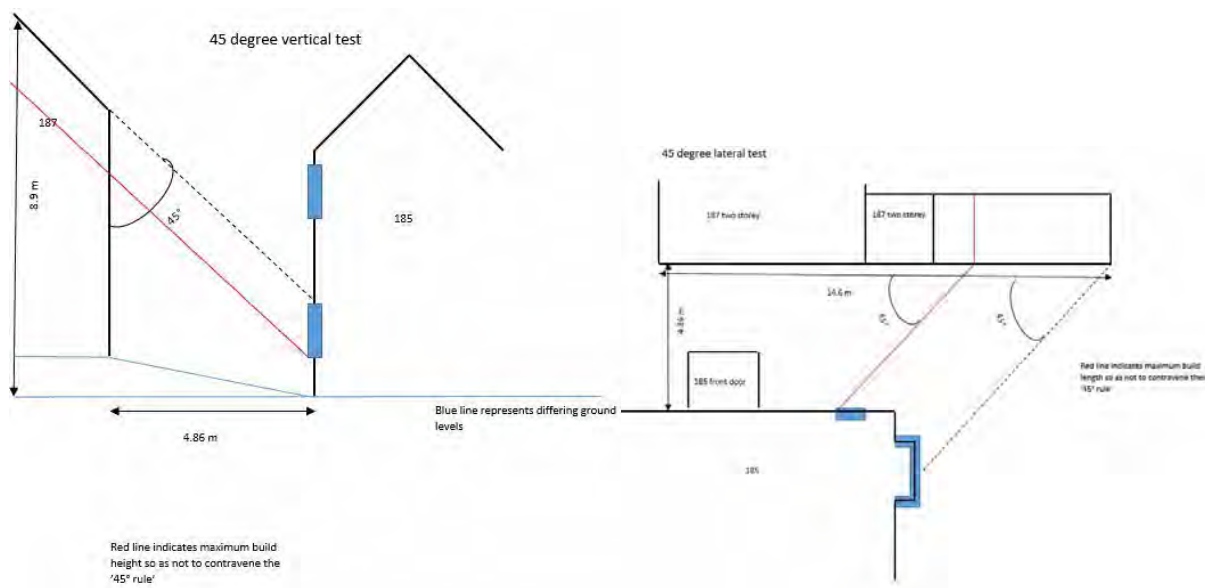 45 degree vertical test
187
8.9 m
45°
185
4.86 m
Blue line represents differing ground
levels
Red line indicates maximum build
height so as not to contravene the
'45° rule'
45 degree lateral test
187 two storey
187 two storey
14.6 m
4.86 m
45°
45°
185 front door
Red line indicates maximum build
length so as not to contravene the
'45° rule'
185